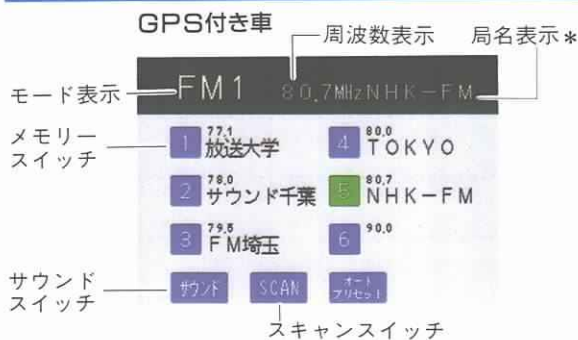 GPS付き車
周波数表示 局名表示*
モード表示 FM1 80.7MHz NHK-FM
メモリースイッチ
1 77.1 放送大学
4 80.0 TOKYO
2 78.0 サウンド千葉
5 80.7 NHK-FM
3 79.5 FM埼玉
6 90.0
サウンドスイッチ
サウンド SCAN オートプリセット
スキャンスイッチ